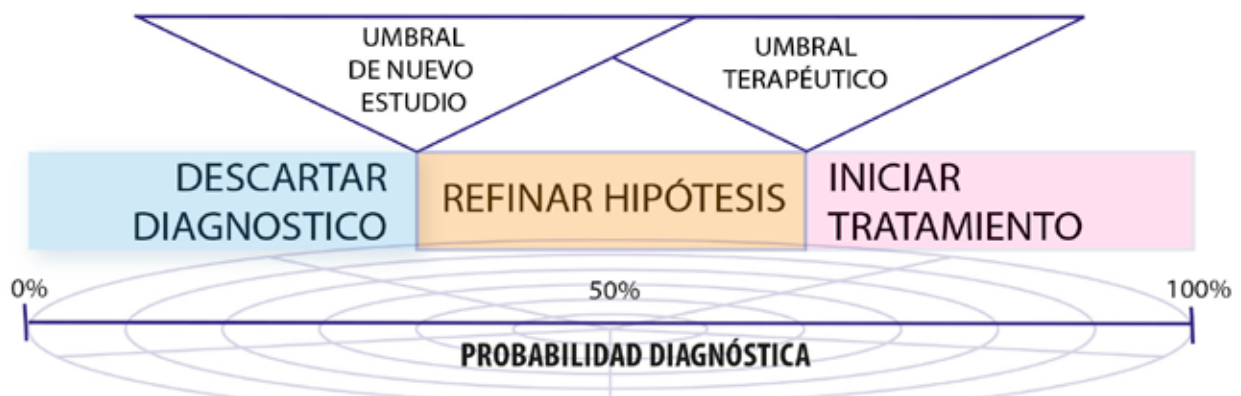 UMBRAL
DE NUEVO
ESTUDIO
UMBRAL
TERAPÉUTICO
DESCARTAR
DIAGNOSTICO
REFINAR HIPÓTESIS
INICIAR
TRATAMIENTO
0%
50%
100%
PROBABILIDAD DIAGNÓSTICA